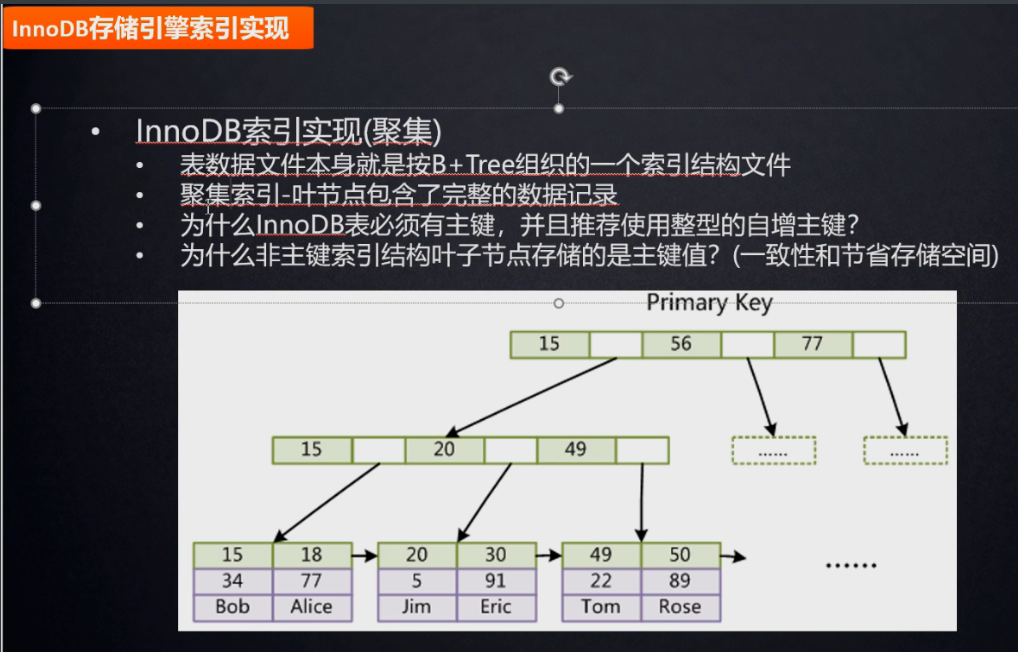 InnoDB存储引擎索引实现
• InnoDB索引实现(聚集)
• 表数据文件本身就是按B+Tree组织的一个索引结构文件
• 聚集索引-叶节点包含了完整的数据记录
• 为什么InnoDB表必须有主键，并且推荐使用整型的自增主键?
• 为什么非主键索引结构叶子节点存储的是主键值? (一致性和节省存储空间)
Primary Key
15 56 77
15 20 49 ...... ......
15 18 20 30 49 50
34 77 5 91 22 89 ......
Bob Alice Jim Eric Tom Rose